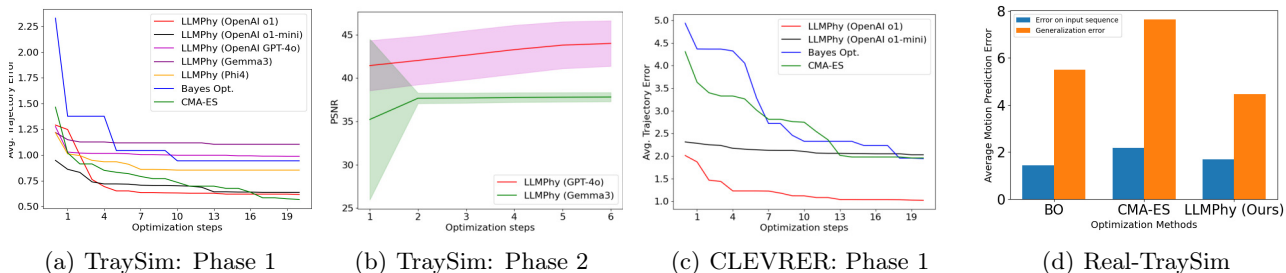 2.25
2.00
1.75
1.50
1.25
1.00
0.75
0.50
Avg. Trajectory Error
LLMPhy (OpenAI o1)
LLMPhy (OpenAI o1-mini)
LLMPhy (OpenAI GPT-4o)
LLMPhy (Gemma3)
LLMPhy (Phi4)
Bayes Opt.
CMA-ES
1 4 7 10 13 16 19
Optimization steps
(a) TraySim: Phase 1
45
40
35
30
25
PSNR
LLMPhy (GPT-4o)
LLMPhy (Gemma3)
1 2 3 4 5 6
Optimization steps
(b) TraySim: Phase 2
5.0
4.5
4.0
3.5
3.0
2.5
2.0
1.5
1.0
Avg. Trajectory Error
LLMPhy (OpenAI o1)
LLMPhy (OpenAI o1-mini)
Bayes Opt.
CMA-ES
1 4 7 10 13 16 19
Optimization steps
(c) CLEVRER: Phase 1
8
6
4
2
0
Average Motion Prediction Error
Error on input sequence
Generalization error
BO CMA-ES LLMPhy (Ours)
Optimization Methods
(d) Real-TraySim